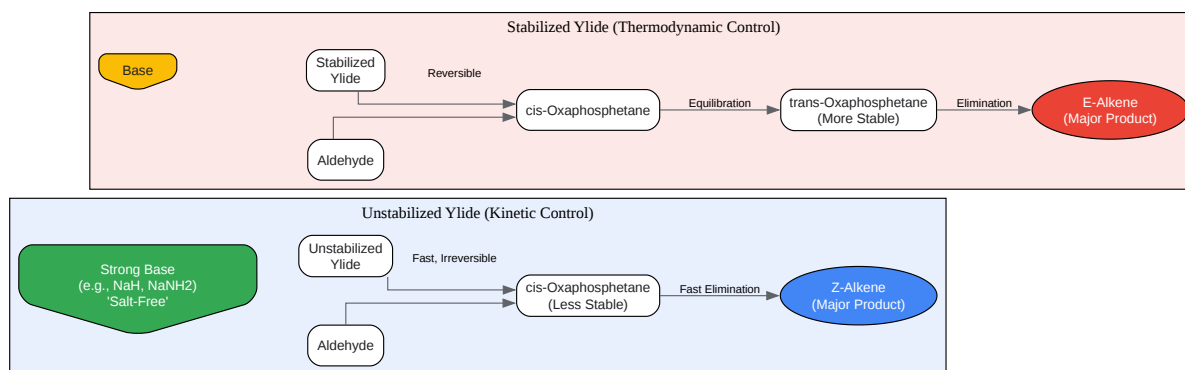 Stabilized Ylide (Thermodynamic Control)
Base
Stabilized
Ylide
Reversible
cis-Oxaphosphetane
Equilibration
trans-Oxaphosphetane
(More Stable)
Elimination
E-Alkene
(Major Product)
Aldehyde
Unstabilized Ylide (Kinetic Control)
Strong Base
(e.g., NaH, NaNH2)
'Salt-Free'
Unstabilized
Ylide
Fast, Irreversible
cis-Oxaphosphetane
(Less Stable)
Fast Elimination
Z-Alkene
(Major Product)
Aldehyde